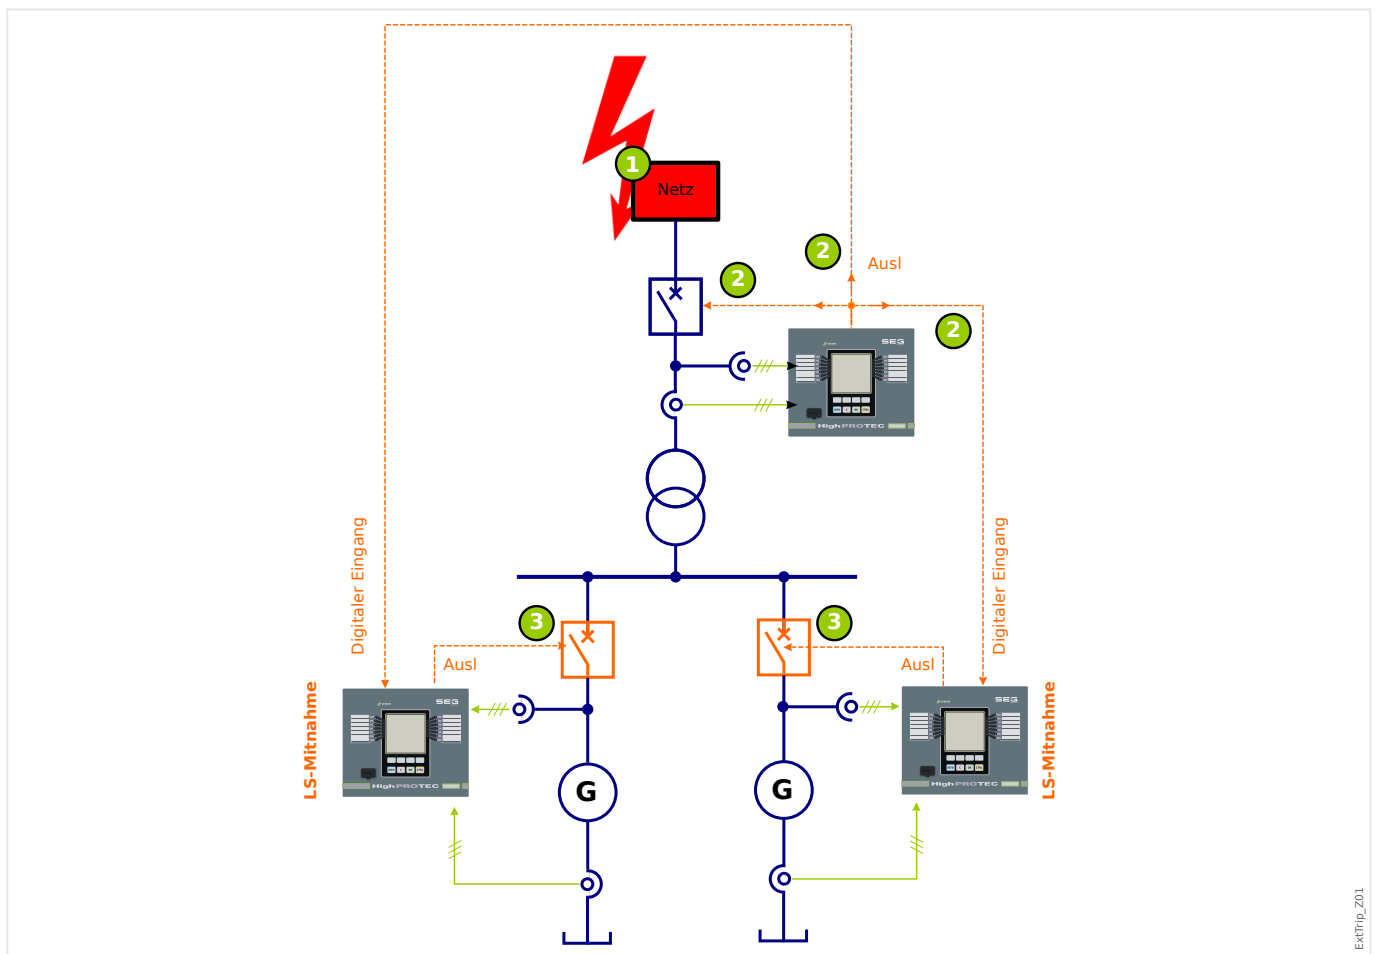 1
Netz
2
Ausl
2
2
SEG
HighPROTEC
Digitaler Eingang
Digitaler Eingang
3
3
Ausl
Ausl
LS-Mitnahme
SEG
HighPROTEC
G
G
SEG
HighPROTEC
LS-Mitnahme
ExtTrip_Z01